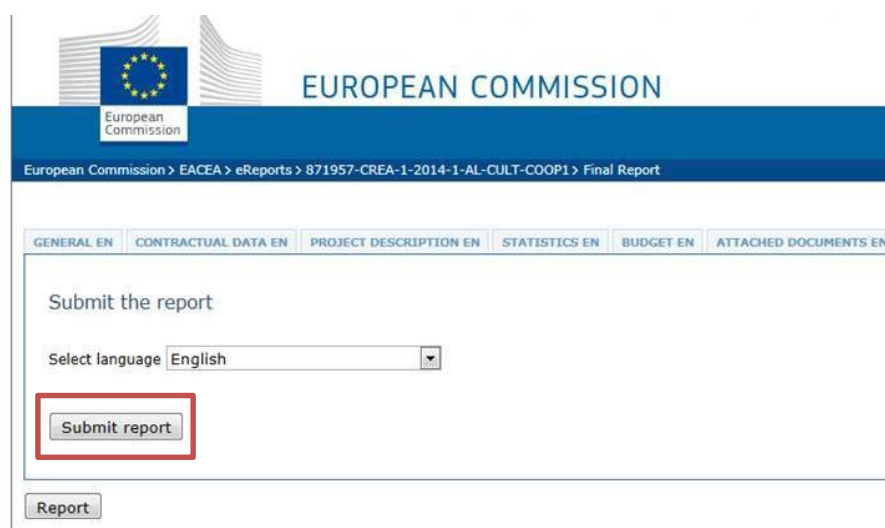 EUROPEAN COMMISSION
European
Commission
European Commission > EACEA > eReports > 871957-CREA-1-2014-1-AL-CULT-COOP1 > Final Report
GENERAL EN CONTRACTUAL DATA EN PROJECT DESCRIPTION EN STATISTICS EN BUDGET EN ATTACHED DOCUMENTS EN
Submit the report
Select language English
Submit report
Report